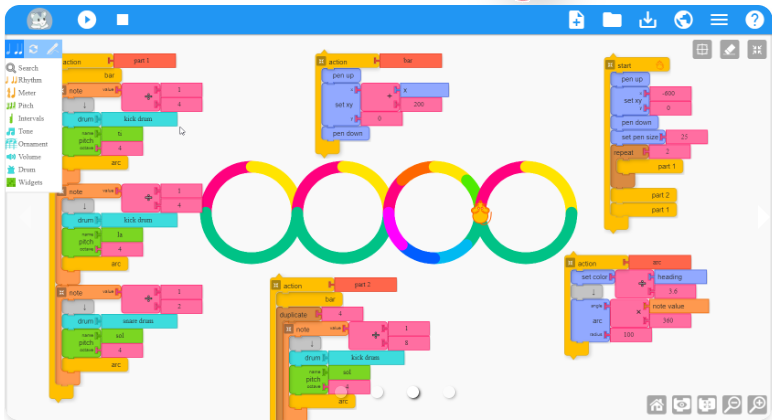 Search
Rhythm
Meter
Pitch
Intervals
Tone
Ornament
Volume
Drum
Widgets
action part 1
bar
note value 1
4
drum kick drum
name ti
pitch
octave 4
arc
note value 1
4
drum kick drum
name la
pitch
octave 4
arc
note value 1
2
drum snare drum
name sol
pitch
octave 4
arc
action bar
pen up
x x
set xy 200
y 0
pen down
action part 2
bar
duplicate 4
note value 1
8
drum kick drum
name sol
pitch
octave 4
arc
start
pen up
x -800
set xy
y 0
pen down
set pen size 25
repeat 2
part 1
part 2
part 1
action arc
set color heading
3.6
angle note value
arc × 360
radius 100